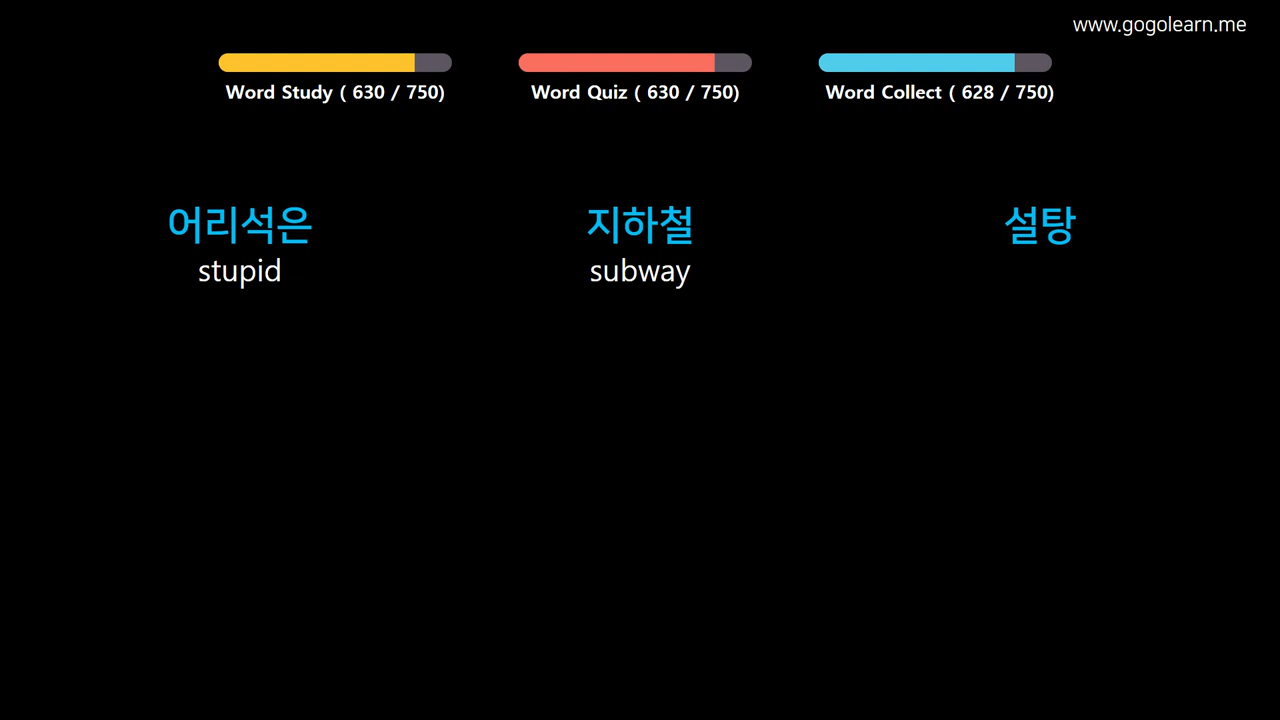 www.gogolearn.me
Word Study ( 630 / 750)
Word Quiz ( 630 / 750)
Word Collect ( 628 / 750)
어리석은
지하철
설탕
stupid
subway